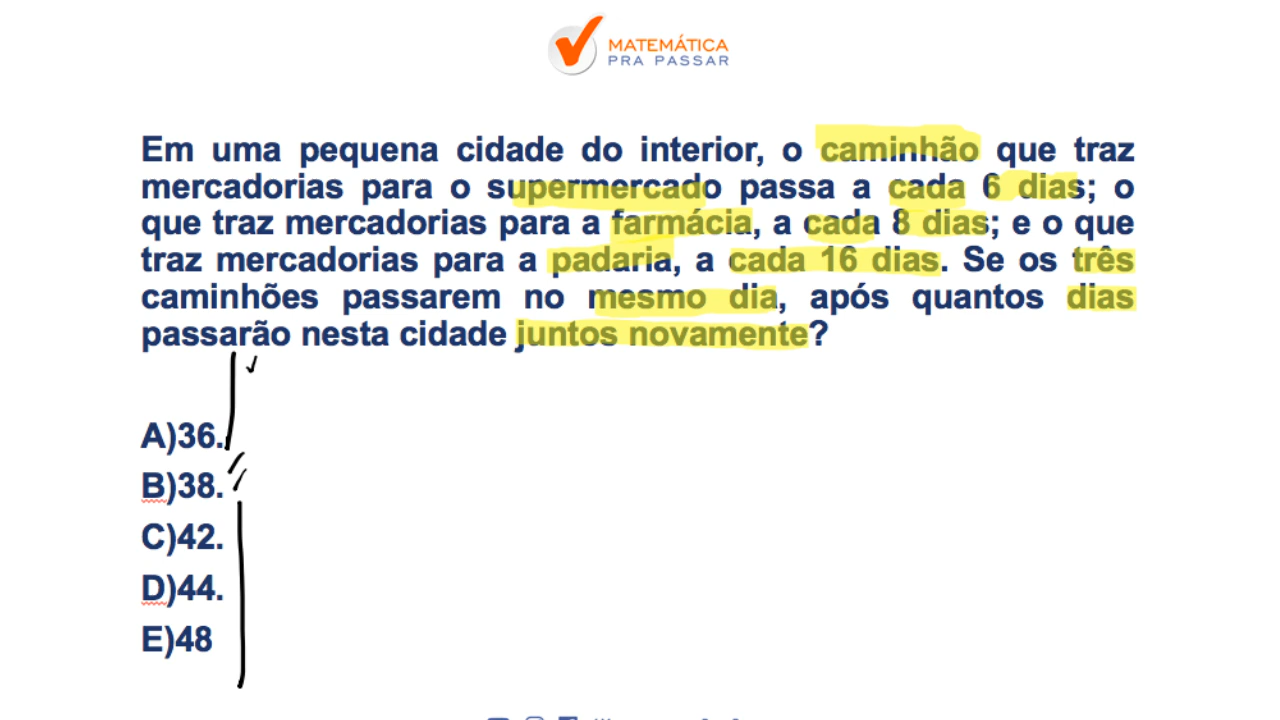 MATEMÁTICA
PRA PASSAR
Em uma pequena cidade do interior, o caminhão que traz
mercadorias para o supermercado passa a cada 6 dias; o
que traz mercadorias para a farmácia, a cada 8 dias; e o que
traz mercadorias para a padaria, a cada 16 dias. Se os três
caminhões passarem no mesmo dia, após quantos dias
passarão nesta cidade juntos novamente?
A)36.
B)38.
C)42.
D)44.
E)48